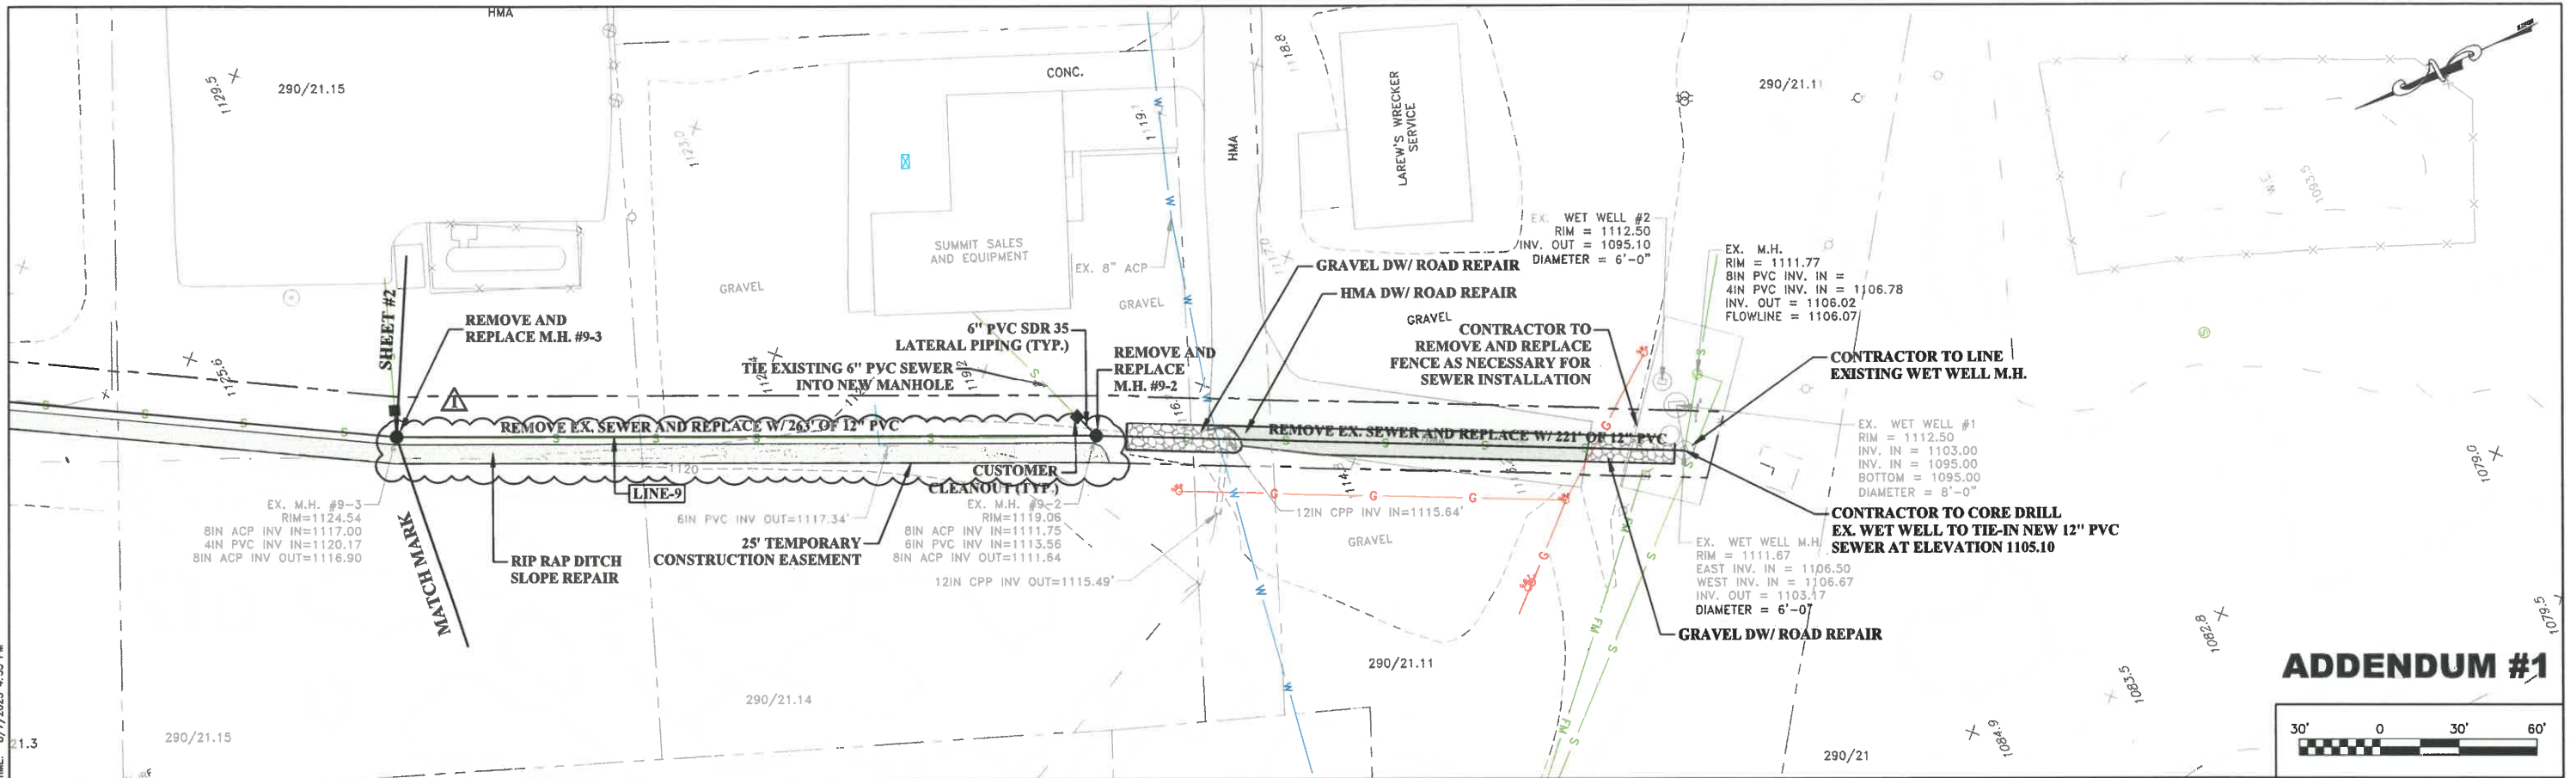 HMA
1129.5
290/21.15
CONC.
1118.8
290/21.11
1123.0
1119.1
HMA
LAREW'S WRECKER
SERVICE
W.E.
1093.5
SUMMIT SALES
AND EQUIPMENT
EX. 8" ACP
GRAVEL
GRAVEL
1117.0
EX. WET WELL #2
RIM = 1112.50
INV. OUT = 1095.10
DIAMETER = 6'-0"
GRAVEL DW/ ROAD REPAIR
HMA DW/ ROAD REPAIR
GRAVEL
EX. M.H.
RIM = 1111.77
8IN PVC INV. IN =
4IN PVC INV. IN = 1106.78
INV. OUT = 1106.02
FLOWLINE = 1106.07
SHEET #2
REMOVE AND
REPLACE M.H. #9-3
6" PVC SDR 35
LATERAL PIPING (TYP.)
TIE EXISTING 6" PVC SEWER
INTO NEW MANHOLE
REMOVE AND
REPLACE
M.H. #9-2
CONTRACTOR TO
REMOVE AND REPLACE
FENCE AS NECESSARY FOR
SEWER INSTALLATION
CONTRACTOR TO LINE
EXISTING WET WELL M.H.
1125.6
1119.2
1
REMOVE EX. SEWER AND REPLACE W/ 263' OF 12" PVC
REMOVE EX. SEWER AND REPLACE W/ 221' OF 12" PVC
1120
LINE-9
CUSTOMER
CLEANOUT (TYP.)
EX. WET WELL #1
RIM = 1112.50
INV. IN = 1103.00
INV. IN = 1095.00
BOTTOM = 1095.00
DIAMETER = 8'-0"
1079.0
EX. M.H. #9-3
RIM=1124.54
8IN ACP INV IN=1117.00
4IN PVC INV IN=1120.17
8IN ACP INV OUT=1116.90
MATCH MARK
RIP RAP DITCH
SLOPE REPAIR
6IN PVC INV OUT=1117.34'
25' TEMPORARY
CONSTRUCTION EASEMENT
EX. M.H. #9-2
RIM=1119.06
8IN ACP INV IN=1111.75
6IN PVC INV IN=1113.56
8IN ACP INV OUT=1111.64
12IN CPP INV OUT=1115.49'
12IN CPP INV IN=1115.64'
GRAVEL
CONTRACTOR TO CORE DRILL
EX. WET WELL TO TIE-IN NEW 12" PVC
SEWER AT ELEVATION 1105.10
EX. WET WELL M.H.
RIM = 1111.67
EAST INV. IN = 1106.50
WEST INV. IN = 1106.67
INV. OUT = 1103.17
DIAMETER = 6'-0"
GRAVEL DW/ ROAD REPAIR
1082.8
1079.5
290/21.11
290/21.14
ADDENDUM #1
1083.5
1084.9
21.3
290/21.15
290/21
30' 0 30' 60'